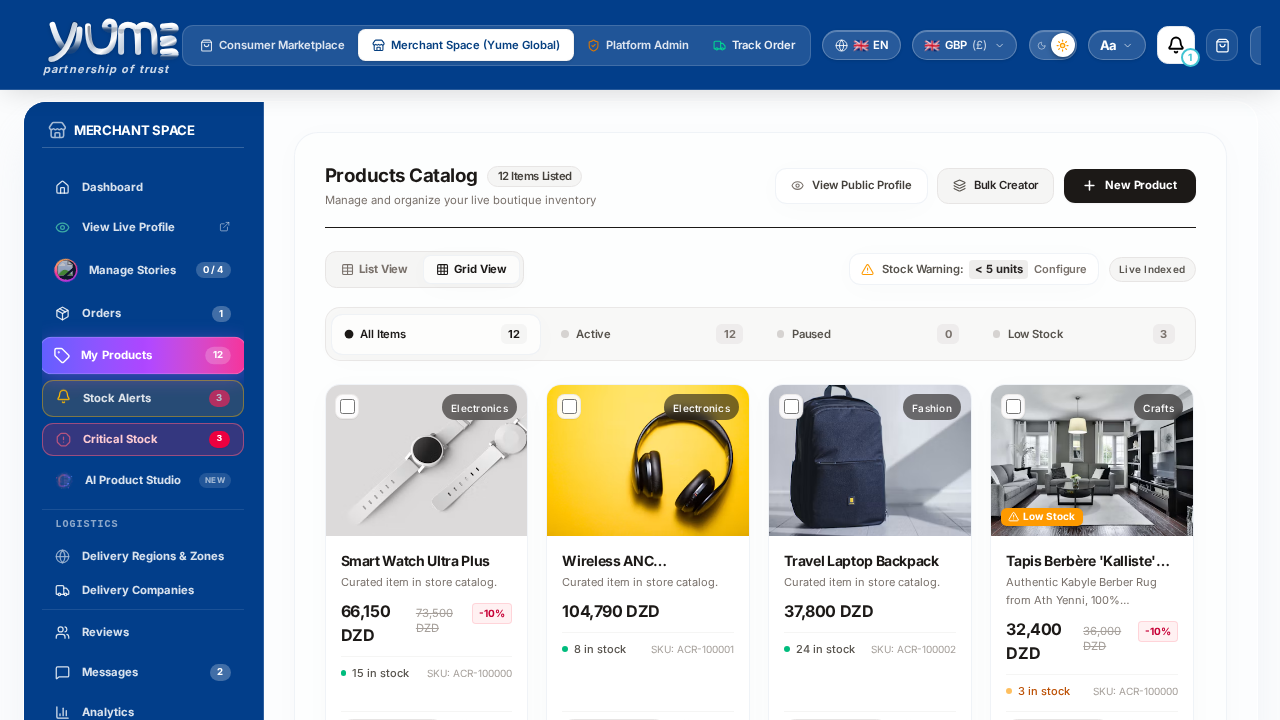 yiume
partnership of trust
Consumer Marketplace
Merchant Space (Yume Global)
Platform Admin
Track Order
EN
GBP (£)
Aa
1
MERCHANT SPACE
Dashboard
View Live Profile
Manage Stories 0 / 4
Orders 1
My Products 12
Stock Alerts 3
Critical Stock 3
AI Product Studio NEW
LOGISTICS
Delivery Regions & Zones
Delivery Companies
Reviews
Messages 2
Analytics
Products Catalog 12 Items Listed
Manage and organize your live boutique inventory
View Public Profile
Bulk Creator
New Product
List View
Grid View
Stock Warning: < 5 units Configure
Live Indexed
All Items 12
Active 12
Paused 0
Low Stock 3
Electronics
Smart Watch Ultra Plus
Curated item in store catalog.
66,150 DZD
73,500 DZD
-10%
15 in stock
SKU: ACR-100000
Electronics
Wireless ANC...
Curated item in store catalog.
104,790 DZD
8 in stock
SKU: ACR-100001
Fashion
Travel Laptop Backpack
Curated item in store catalog.
37,800 DZD
24 in stock
SKU: ACR-100002
Crafts
Low Stock
Tapis Berbère 'Kalliste'...
Authentic Kabyle Berber Rug
from Ath Yenni, 100%...
32,400 DZD
36,000 DZD
-10%
3 in stock
SKU: ACR-100000